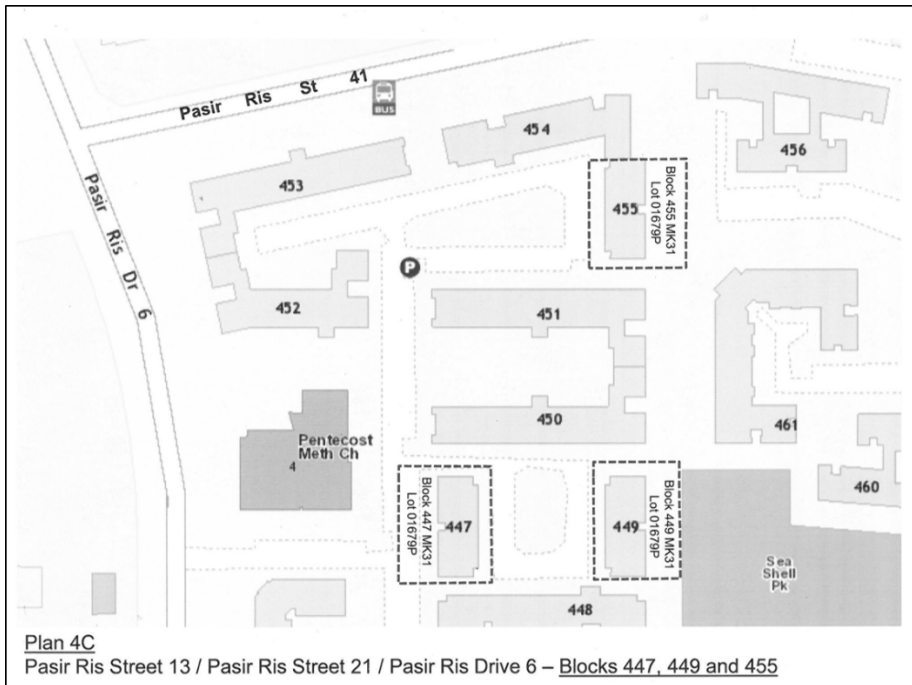 Pasir Ris St 41
BUS
Pasir Ris Dr 6
454
456
453
455
Block 455 MK31
Lot 01679P
P
452
451
450
461
Pentecost
Meth Ch
4
460
Block 447 MK31
Lot 01679P
447
449
Block 449 MK31
Lot 01679P
Sea
Shell
Pk
448
Plan 4C
Pasir Ris Street 13 / Pasir Ris Street 21 / Pasir Ris Drive 6 – Blocks 447, 449 and 455